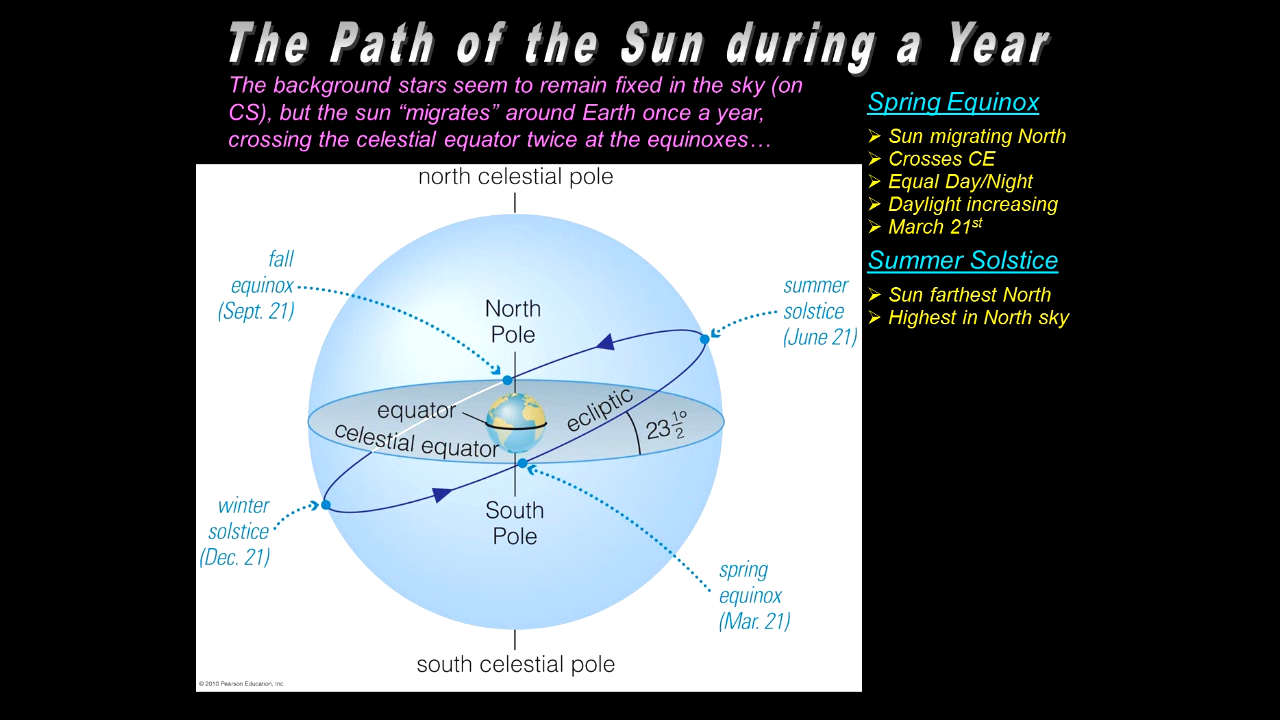 The Path of the Sun during a Year
The background stars seem to remain fixed in the sky (on
CS), but the sun “migrates” around Earth once a year,
crossing the celestial equator twice at the equinoxes…
Spring Equinox
➢ Sun migrating North
➢ Crosses CE
➢ Equal Day/Night
➢ Daylight increasing
➢ March 21st
Summer Solstice
➢ Sun farthest North
➢ Highest in North sky
north celestial pole
fall
equinox
(Sept. 21)
summer
solstice
(June 21)
North
Pole
equator
celestial equator
ecliptic
23 1/2°
winter
solstice
(Dec. 21)
South
Pole
spring
equinox
(Mar. 21)
south celestial pole
© 2010 Pearson Education, Inc.